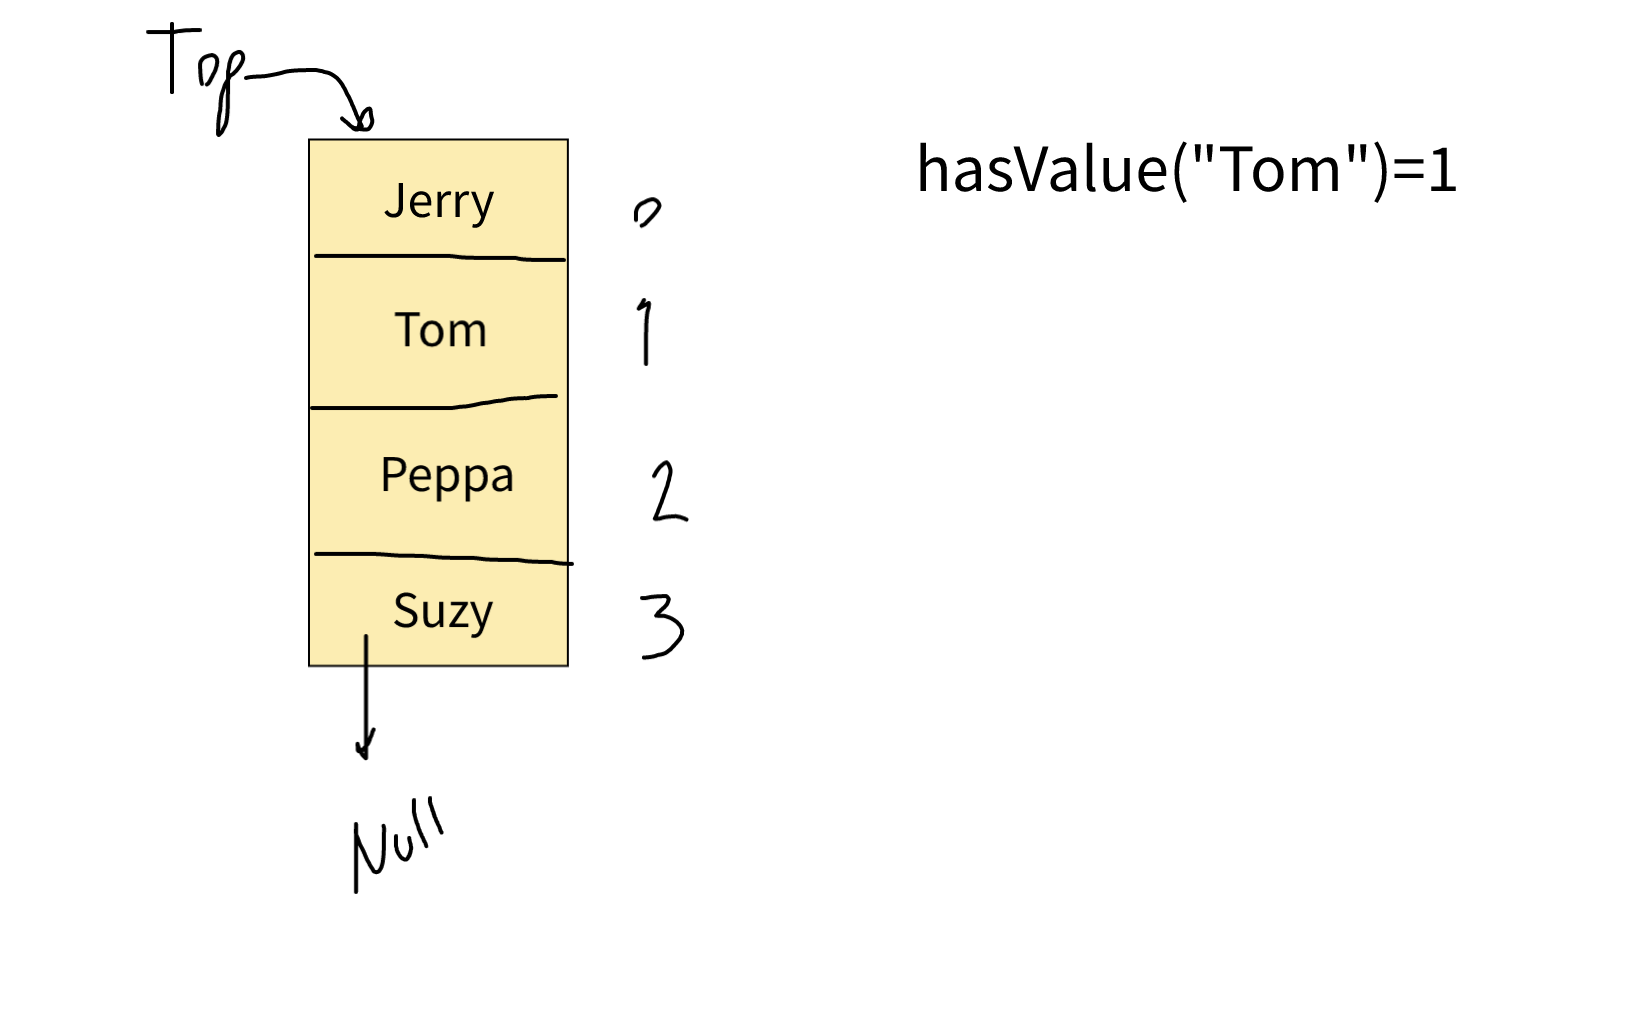 Top
hasValue("Tom")=1
Jerry 0
Tom 1
Peppa 2
Suzy 3
Null